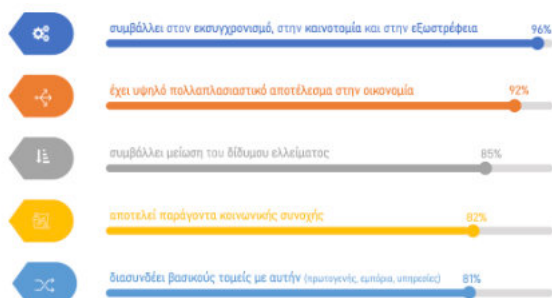 συμβάλλει στον εκσυγχρονισμό, στην καινοτομία και στην εξωστρέφεια 96%
έχει υψηλό πολλαπλασιαστικό αποτέλεσμα στην οικονομία 92%
συμβάλλει μείωση του δίδυμου ελλείματος 85%
αποτελεί παράγοντα κοινωνικής συνοχής 82%
διασυνδέει βασικούς τομείς με αυτήν (πρωτογενής, εμπόριο, υπηρεσίες) 81%